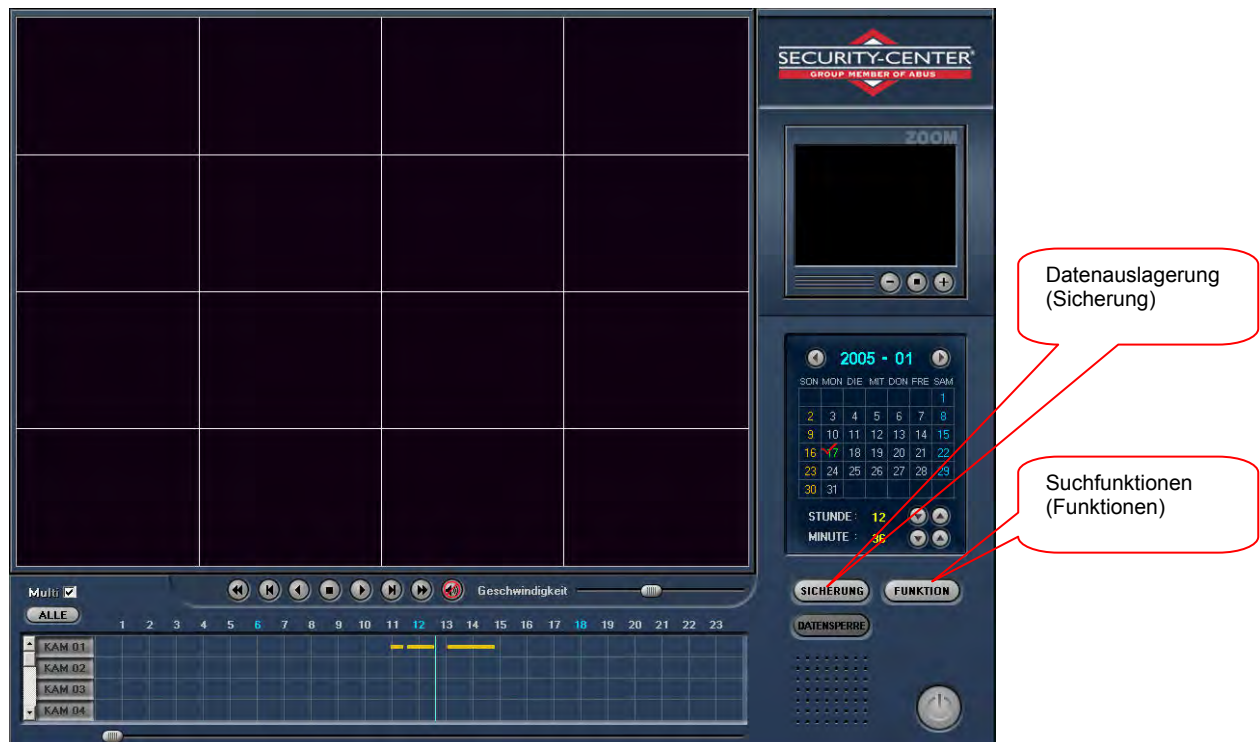 SECURITY-CENTER®
GROUP MEMBER OF ABUS
ZOOM
Datenauslagerung
(Sicherung)
2005 - 01
SON MON DIE MIT DON FRE SAM
1
2 3 4 5 6 7 8
9 10 11 12 13 14 15
16 17 18 19 20 21 22
23 24 25 26 27 28 29
30 31
STUNDE : 12
MINUTE : 36
Suchfunktionen
(Funktionen)
Multi
Geschwindigkeit
SICHERUNG FUNKTION
ALLE
DATENSPERRE
1 2 3 4 5 6 7 8 9 10 11 12 13 14 15 16 17 18 19 20 21 22 23
KAM 01
KAM 02
KAM 03
KAM 04